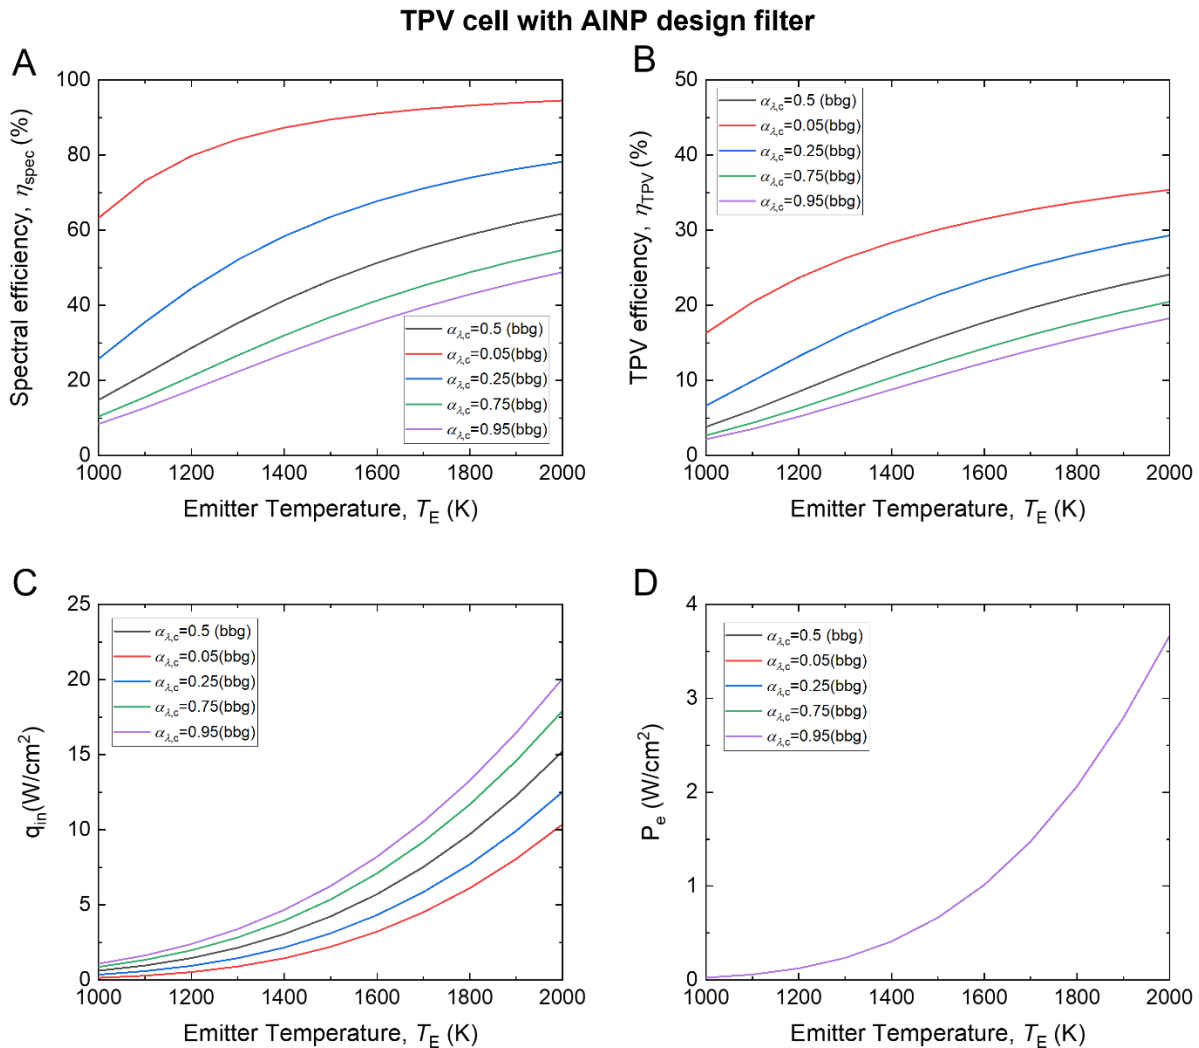 TPV cell with AINP design filter
A
Spectral efficiency, ηspec (%)
100
80
60
40
20
0
αλ,c=0.5 (bbg)
αλ,c=0.05(bbg)
αλ,c=0.25(bbg)
αλ,c=0.75(bbg)
αλ,c=0.95(bbg)
1000 1200 1400 1600 1800 2000
Emitter Temperature, TE (K)
B
TPV efficiency, ηTPV (%)
50
40
30
20
10
0
αλ,c=0.5 (bbg)
αλ,c=0.05(bbg)
αλ,c=0.25(bbg)
αλ,c=0.75(bbg)
αλ,c=0.95(bbg)
1000 1200 1400 1600 1800 2000
Emitter Temperature, TE (K)
C
qin(W/cm²)
25
20
15
10
5
0
αλ,c=0.5 (bbg)
αλ,c=0.05(bbg)
αλ,c=0.25(bbg)
αλ,c=0.75(bbg)
αλ,c=0.95(bbg)
1000 1200 1400 1600 1800 2000
Emitter Temperature, TE (K)
D
Pe (W/cm²)
4
3
2
1
0
αλ,c=0.5 (bbg)
αλ,c=0.05(bbg)
αλ,c=0.25(bbg)
αλ,c=0.75(bbg)
αλ,c=0.95(bbg)
1000 1200 1400 1600 1800 2000
Emitter Temperature, TE (K)